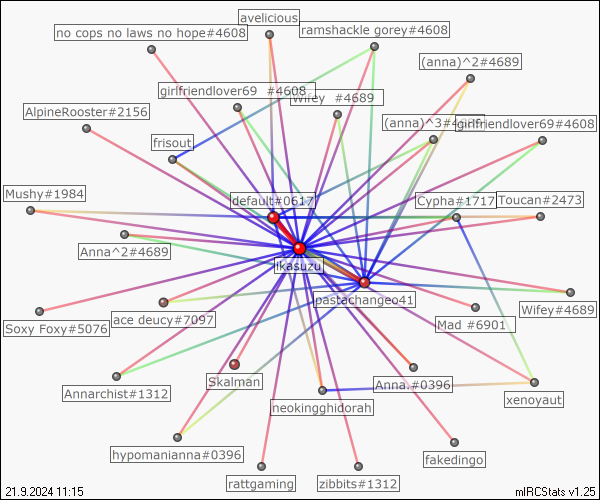 avelicious
no cops no laws no hope#4608
ramshackle gorey#4689
(anna)^2#4689
girlfriendlover69 #4608
Wifey #4689
AlpineRooster#2156
(anna)^3#4
girlfriendlover69#4608
frisout
Mushy#1984
default#0617
Cypha#1717
Toucan#2473
Anna^2#4689
ikasuzu
pastachangeo41
Soxy Foxy#5076
ace deucy#7097
Mad #6901
Wifey#4689
Annarchist#1312
Skalman
Anna.#0396
neokingghidorah
xenoyaut
hypomanianna#0396
fakedingo
rattgaming
zibbits#1312
21.9.2024 11:15
mIRCStats v1.25